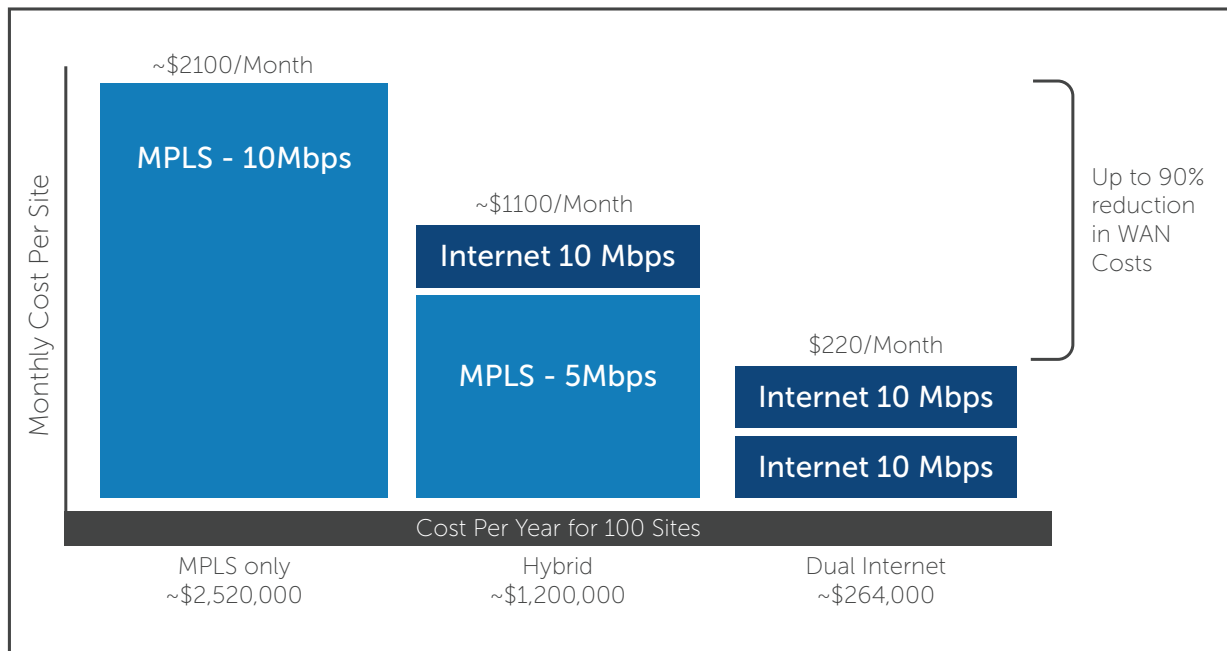 ~$2100/Month
MPLS - 10Mbps
~$1100/Month
Internet 10 Mbps
MPLS - 5Mbps
$220/Month
Internet 10 Mbps
Internet 10 Mbps
Up to 90%
reduction
in WAN
Costs
Monthly Cost Per Site
Cost Per Year for 100 Sites
MPLS only
~$2,520,000
Hybrid
~$1,200,000
Dual Internet
~$264,000